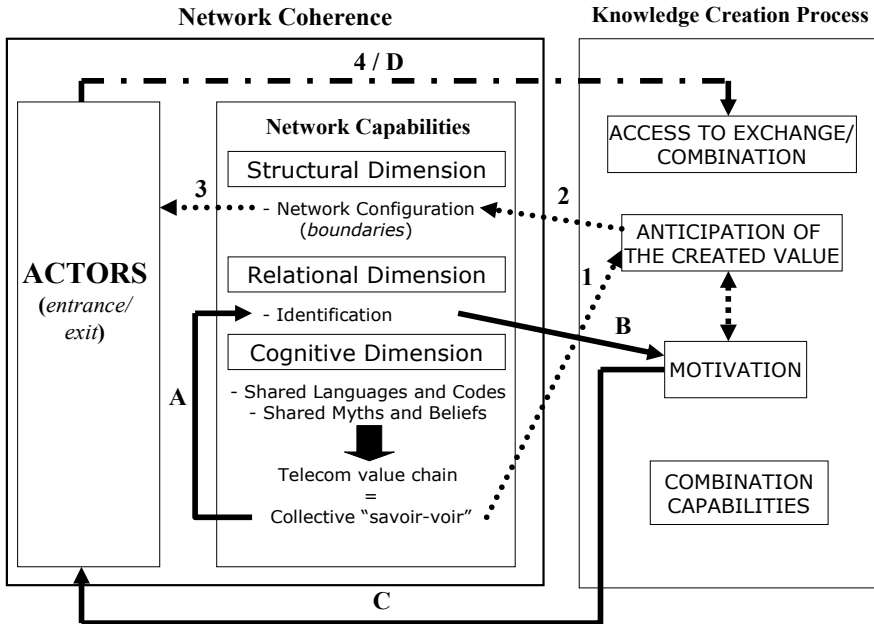 Network Coherence
Knowledge Creation Process
4 / D
ACTORS
(entrance/
exit)
Network Capabilities
Structural Dimension
3
- Network Configuration
(boundaries)
Relational Dimension
- Identification
Cognitive Dimension
- Shared Languages and Codes
- Shared Myths and Beliefs
Telecom value chain
=
Collective “savoir-voir”
A
2
1
B
C
ACCESS TO EXCHANGE/
COMBINATION
ANTICIPATION OF
THE CREATED VALUE
MOTIVATION
COMBINATION
CAPABILITIES